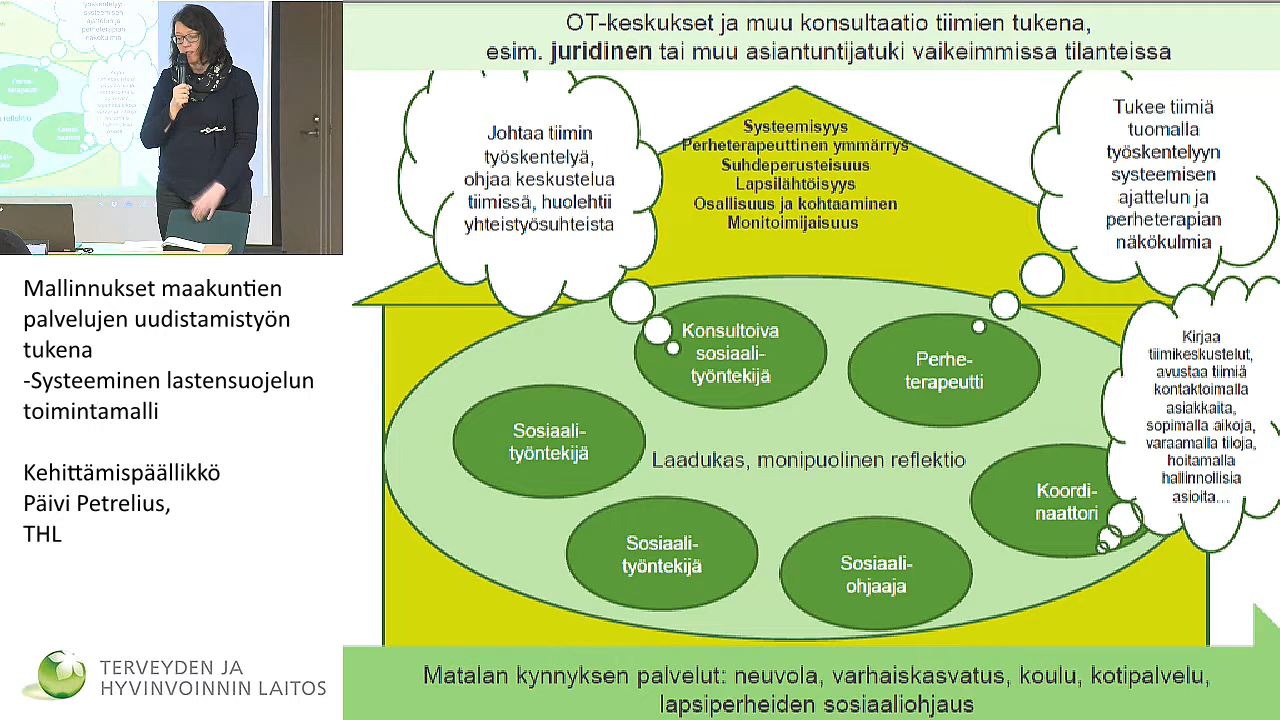 OT-keskukset ja muu konsultaatio tiimien tukena,
esim. juridinen tai muu asiantuntijatuki vaikeimmissa tilanteissa
Johtaa tiimin
työskentelyä,
ohjaa keskustelua
tiimissä, huolehtii
yhteistyösuhteista
Systeemisyys
Perheterapeuttinen ymmärrys
Suhdeperusteisuus
Lapsilähtöisyys
Osallisuus ja kohtaaminen
Monitoimijaisuus
Tukee tiimiä
tuomalla
työskentelyyn
systeemisen
ajattelun ja
perheterapian
näkökulmia
Konsultoiva
sosiaali-
työntekijä
Perhe-
terapeutti
Kirjaa
tiimikeskustelut,
avustaa tiimiä
kontaktoimalla
asiakkaita,
sopimalla aikoja,
varaamalla tiloja,
hoitamalla
hallinnollisia
asioita…
Sosiaali-
työntekijä
Laadukas, monipuolinen reflektio
Koordi-
naattori
Sosiaali-
työntekijä
Sosiaali-
ohjaaja
Matalan kynnyksen palvelut: neuvola, varhaiskasvatus, koulu, kotipalvelu,
lapsiperheiden sosiaaliohjaus
Mallinnukset maakuntien
palvelujen uudistamistyön
tukena
-Systeeminen lastensuojelun
toimintamalli
Kehittämispäällikkö
Päivi Petrelius,
THL
TERVEYDEN JA
HYVINVOINNIN LAITOS